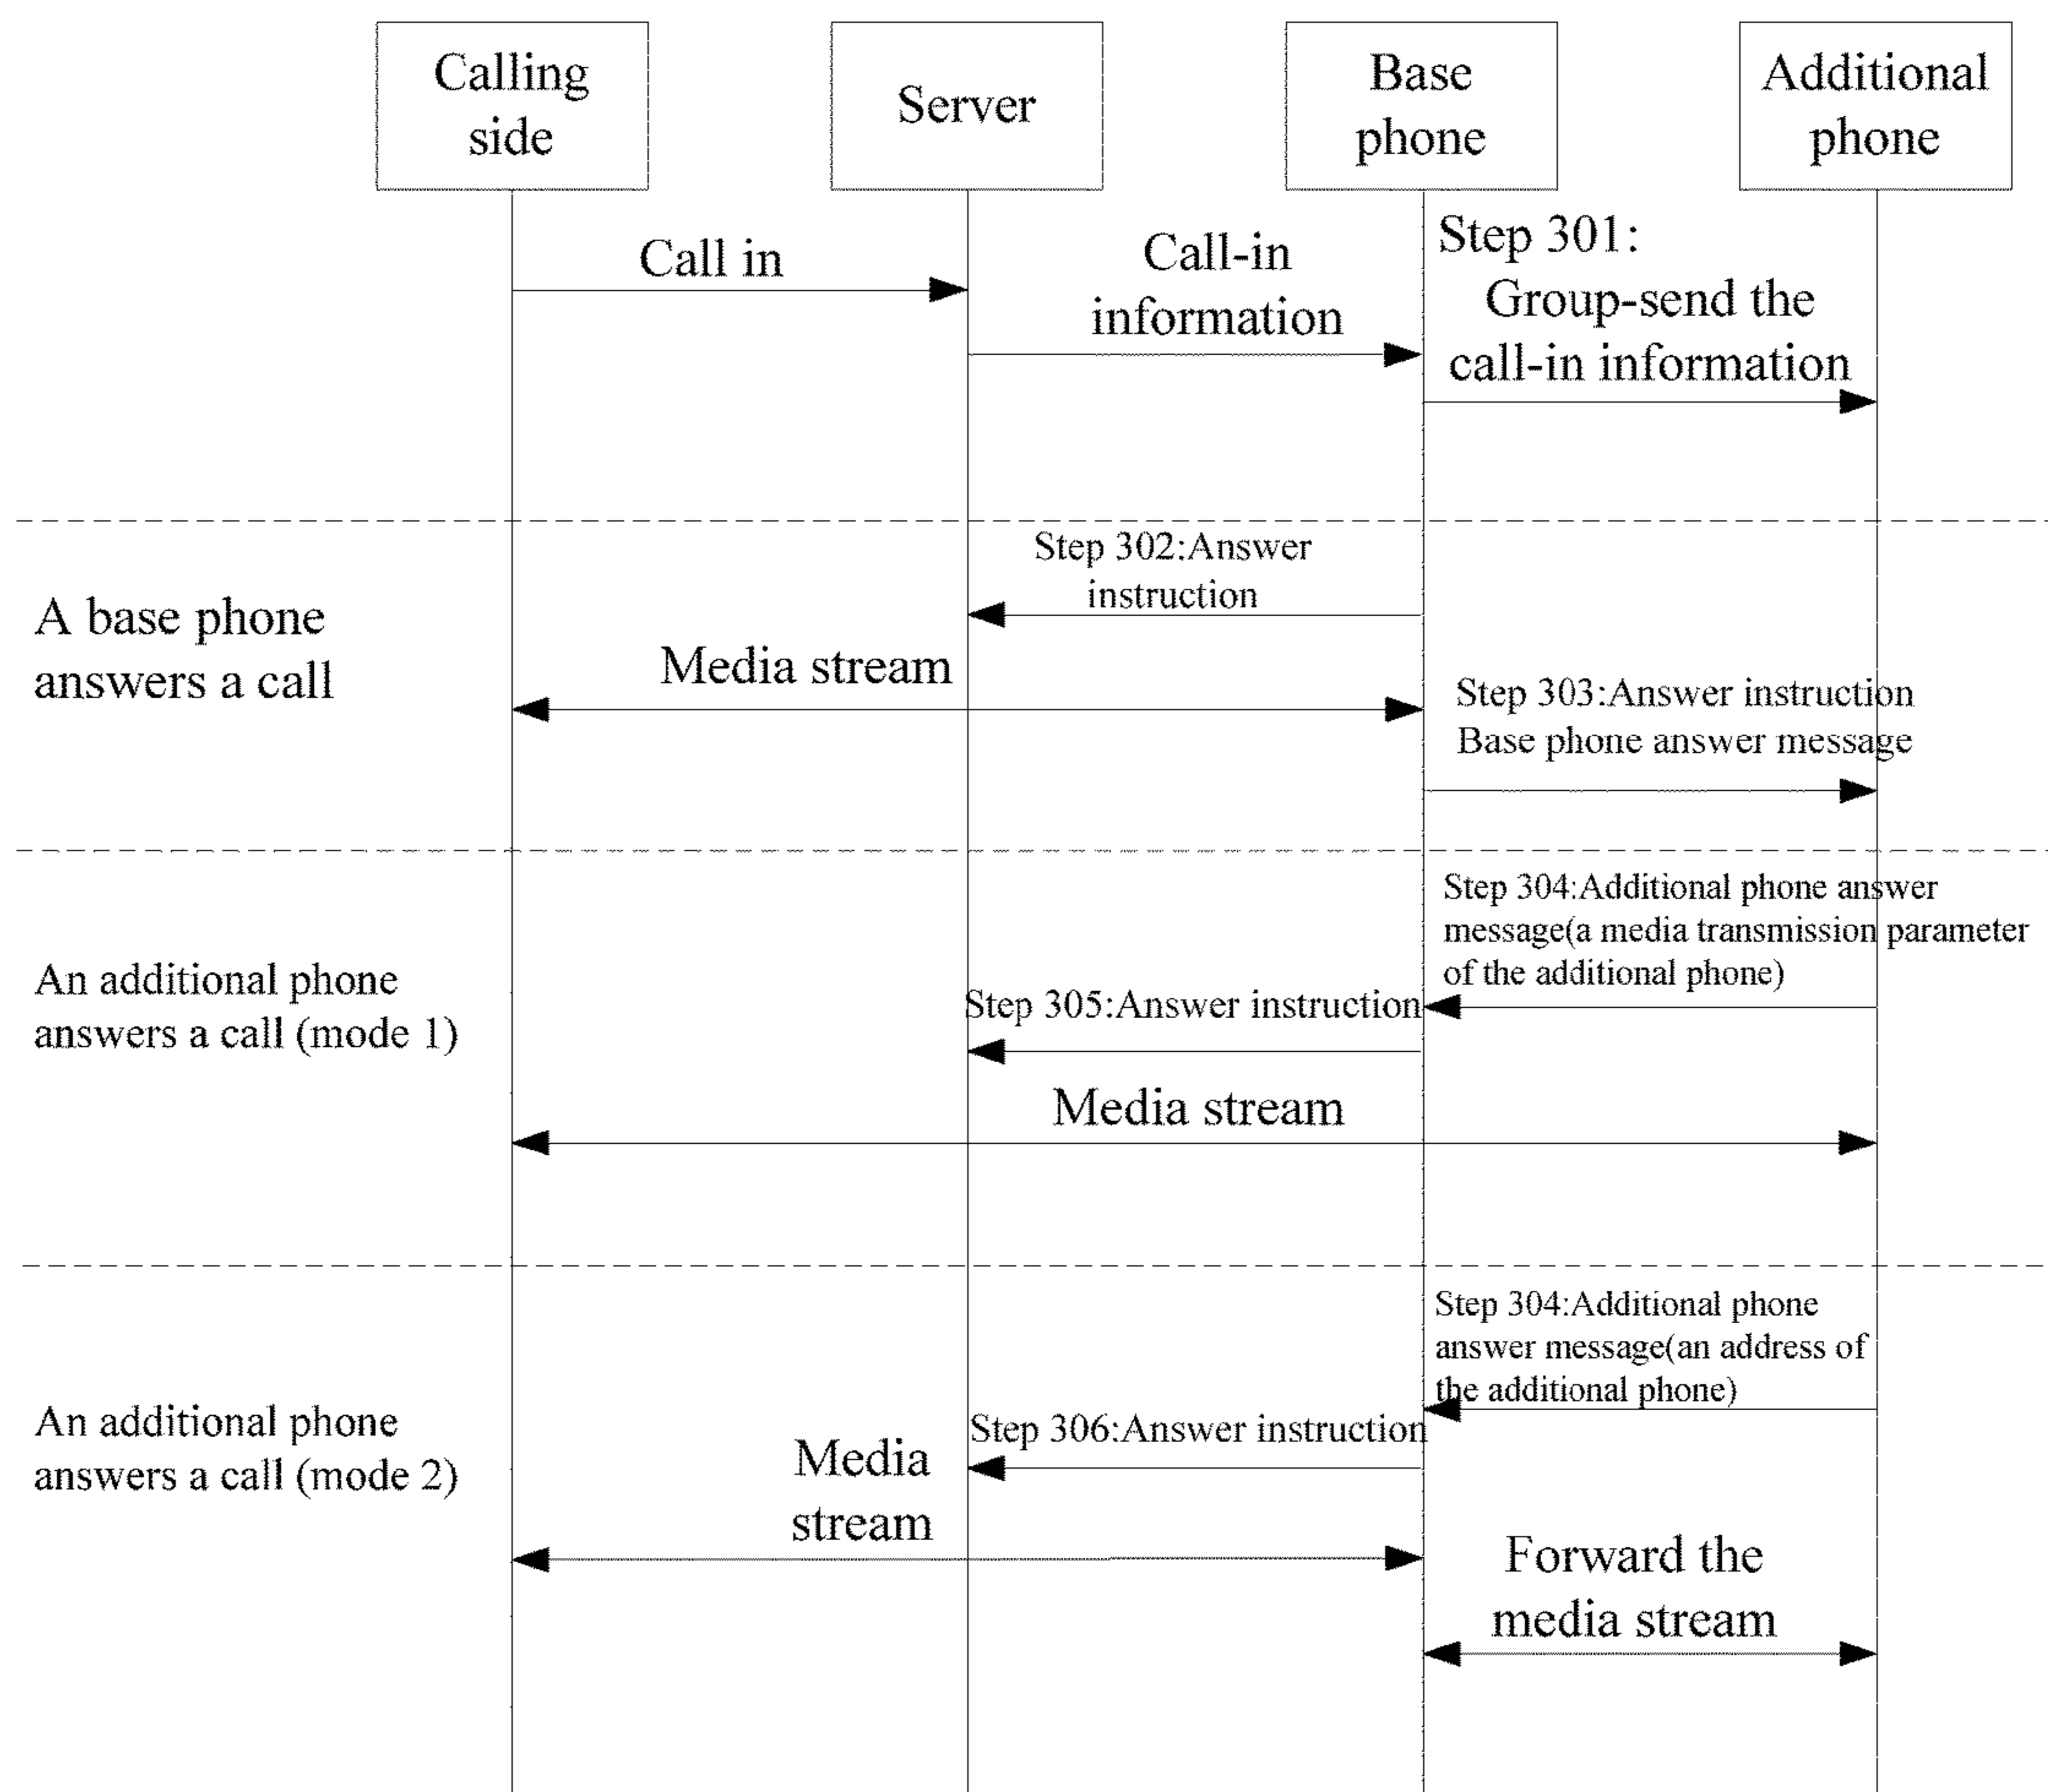 Calling
side
Server
Base
phone
Additional
phone
Call in
Call-in
information
Step 301:
Group-send the
call-in information
A base phone
answers a call
Step 302:Answer
instruction
Media stream
Step 303:Answer instruction
Base phone answer message
An additional phone
answers a call (mode 1)
Step 304:Additional phone answer
message(a media transmission parameter
of the additional phone)
Step 305:Answer instruction
Media stream
An additional phone
answers a call (mode 2)
Step 304:Additional phone
answer message(an address of
the additional phone)
Step 306:Answer instruction
Media
stream
Forward the
media stream